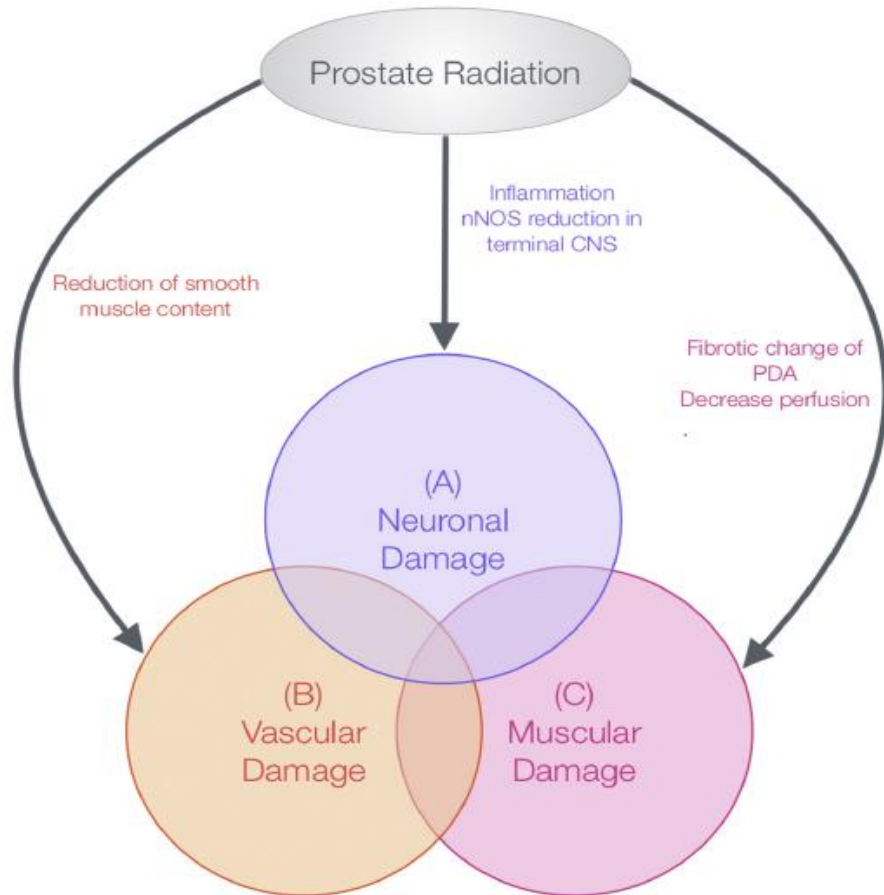 Prostate Radiation
Inflammation
nNOS reduction in
terminal CNS
Reduction of smooth
muscle content
Fibrotic change of
PDA
Decrease perfusion
(A)
Neuronal
Damage
(B)
Vascular
Damage
(C)
Muscular
Damage